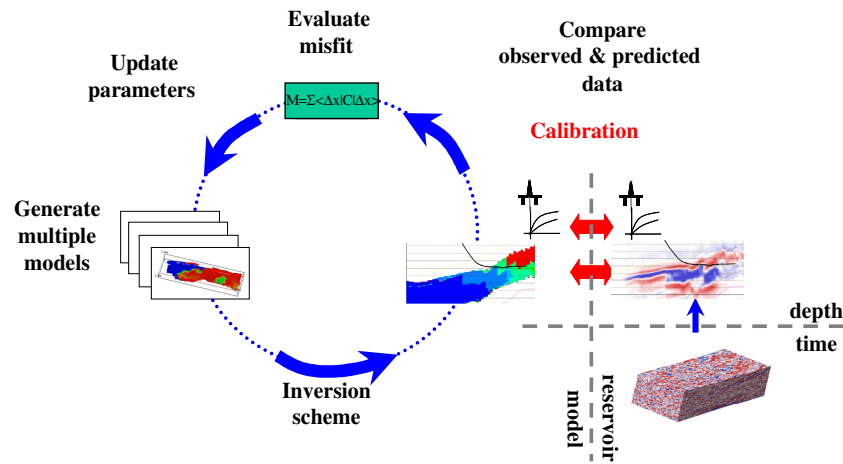 Evaluate
misfit
Compare
observed & predicted
data
Update
parameters
M=Σ<Δx|C|Δx>
Calibration
Generate
multiple
models
depth
time
Inversion
scheme
model
reservoir